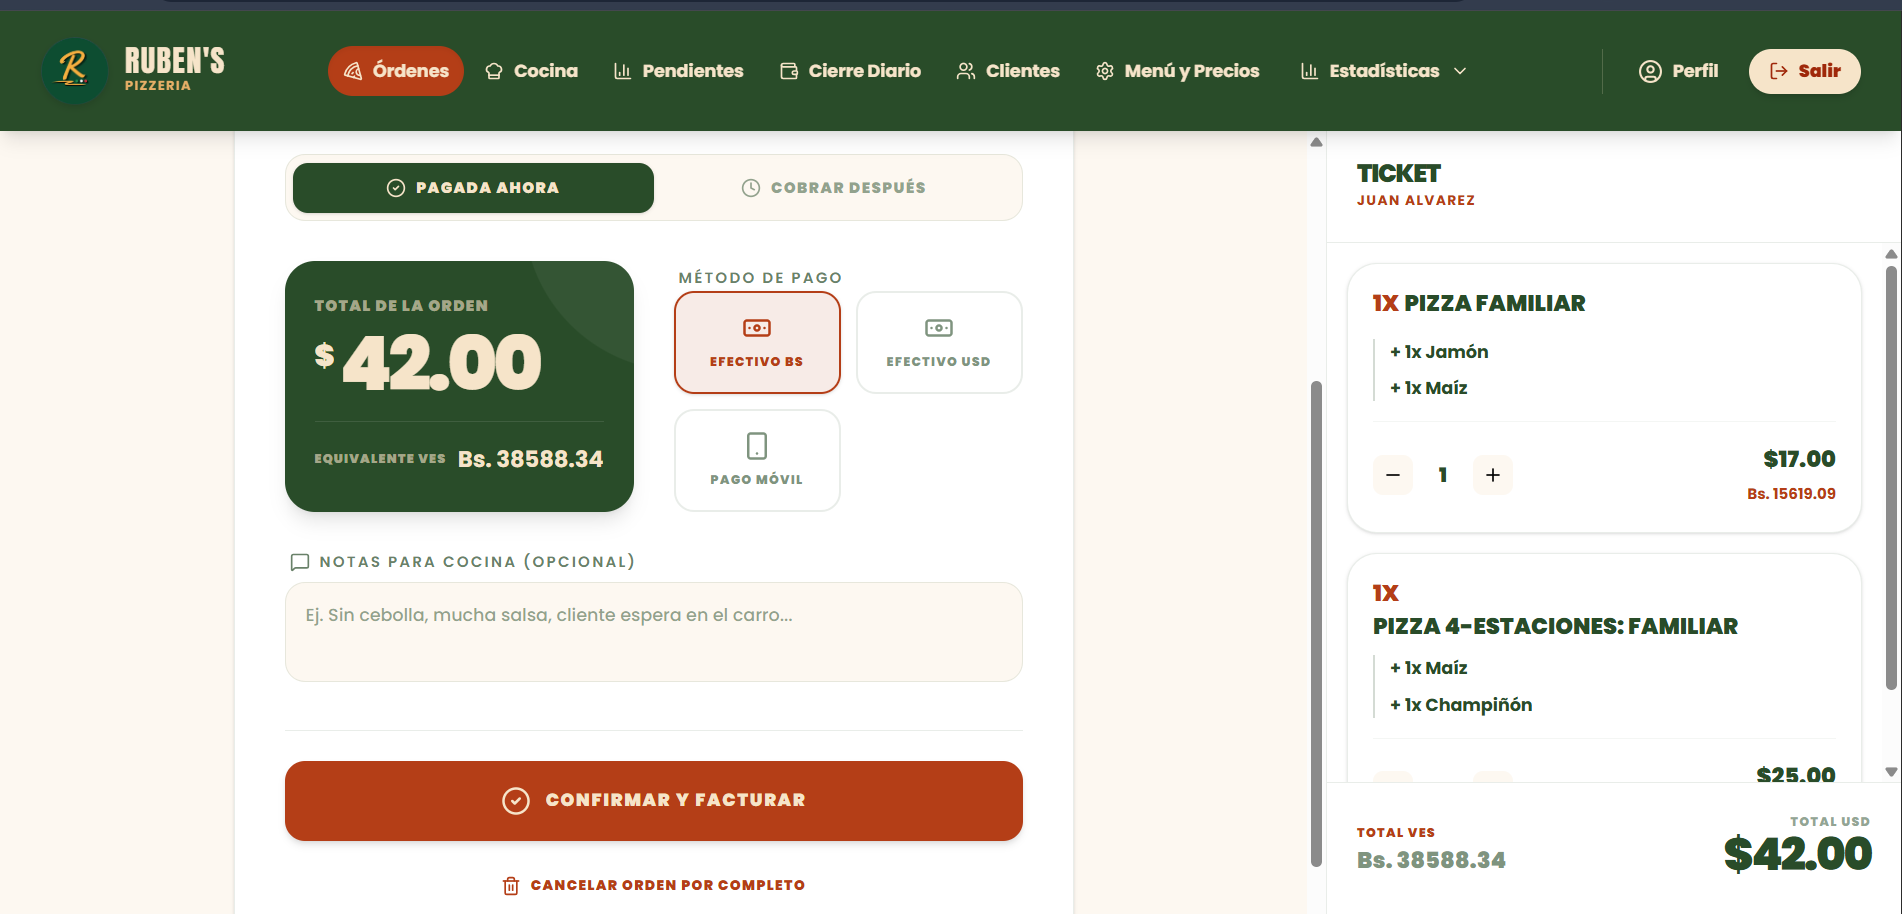 RUBEN'S
PIZZERIA
Órdenes
Cocina
Pendientes
Cierre Diario
Clientes
Menú y Precios
Estadísticas
Perfil
Salir
PAGADA AHORA
COBRAR DESPUÉS
TOTAL DE LA ORDEN
$42.00
EQUIVALENTE VES Bs. 38588.34
MÉTODO DE PAGO
EFECTIVO BS
EFECTIVO USD
PAGO MÓVIL
NOTAS PARA COCINA (OPCIONAL)
Ej. Sin cebolla, mucha salsa, cliente espera en el carro...
CONFIRMAR Y FACTURAR
CANCELAR ORDEN POR COMPLETO
TICKET
JUAN ALVAREZ
1X PIZZA FAMILIAR
+ 1x Jamón
+ 1x Maíz
1
$17.00
Bs. 15619.09
1X
PIZZA 4-ESTACIONES: FAMILIAR
+ 1x Maíz
+ 1x Champiñón
$25.00
TOTAL VES
Bs. 38588.34
TOTAL USD
$42.00